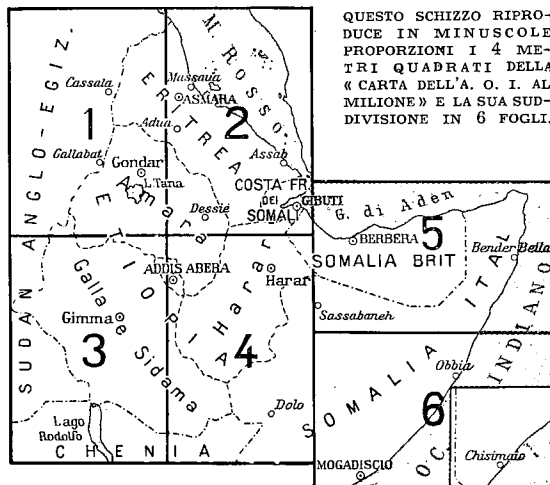 QUESTO SCHIZZO RIPRO-
DUCE IN MINUSCOLE
PROPORZIONI I 4 ME-
TRI QUADRATI DELLA
« CARTA DELL'A. O. I. AL
MILIONE » E LA SUA SUD-
DIVISIONE IN 6 FOGLI.
M. ROSSO
SUDAN ANGLO-EGIZ.
Cassala
Massaua
ASMARA
ERITREA
1
2
Adua
Gallabat
Gondar
Assab
L.Tana
Amara
COSTA FR.
DEI
SOMALI
GIBUTI
Dessiè
G. di Aden
BERBERA
5
Bender Beila
SOMALIA BRIT
ETIOPIA
ADDIS ABEBA
Harar
Harar
Galla e Sidama
Gimma
3
4
Sassabaneh
SOMALIA ITAL
OC. INDIANO
Obbia
Dolo
6
Lago
Rodolfo
CHENIA
MOGADISCIO
Chisimaio